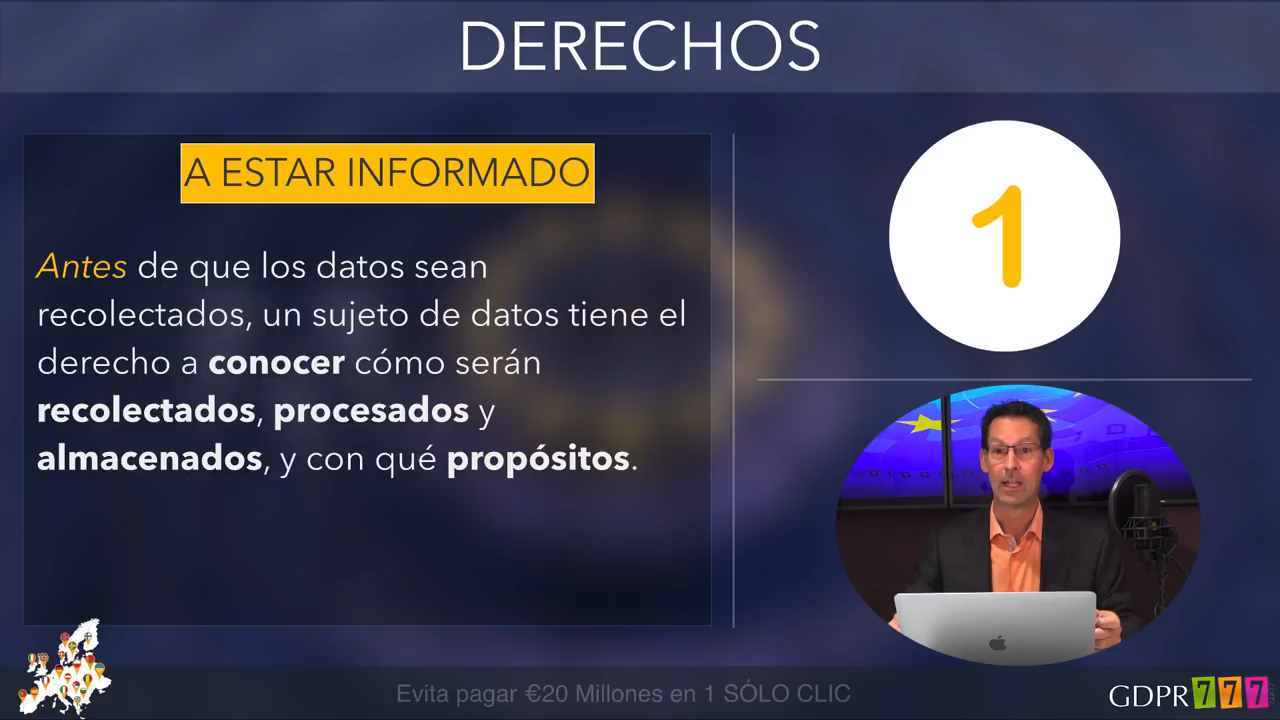 DERECHOS
A ESTAR INFORMADO
Antes de que los datos sean
recolectados, un sujeto de datos tiene el
derecho a conocer cómo serán
recolectados, procesados y
almacenados, y con qué propósitos.
1
Evita pagar €20 Millones en 1 SÓLO CLIC
GDPR777